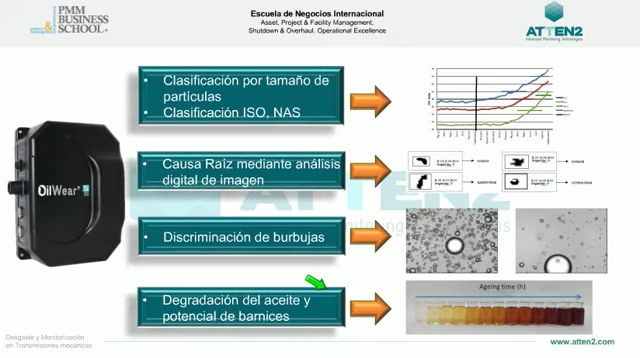 PMM
BUSINESS
SCHOOL
Escuela de Negocios Internacional
Asset, Project & Facility Management,
Shutdown & Overhaul, Operational Excellence
ATTEN2
Advanced Monitoring Technologies
• Clasificación por tamaño de
partículas
• Clasificación ISO, NAS
OilWear
• Causa Raíz mediante análisis
digital de imagen
• Discriminación de burbujas
Ageing time (h)
• Degradación del aceite y
potencial de barnices
Desgaste y Monitorización
en Transmisiones mecánicas
www.atten2.com